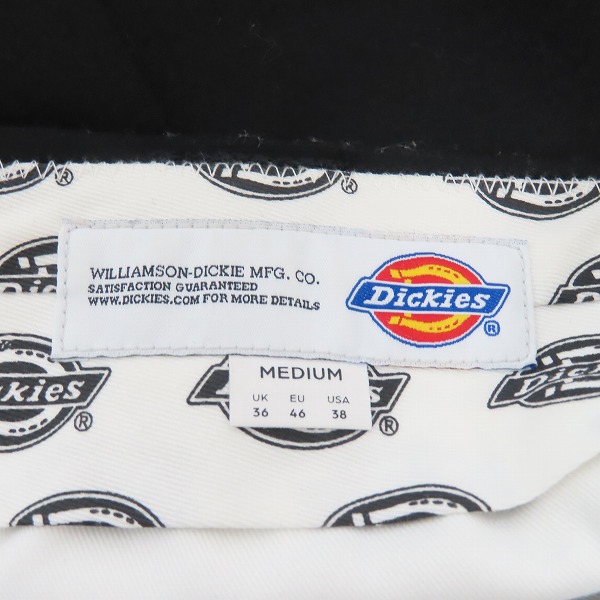 WILLIAMSON-DICKIE MFG. CO.
SATISFACTION GUARANTEED
WWW.DICKIES.COM FOR MORE DETAILS
Dickies
®
MEDIUM
UK EU USA
36 46 38
®
®
®
®
®
®